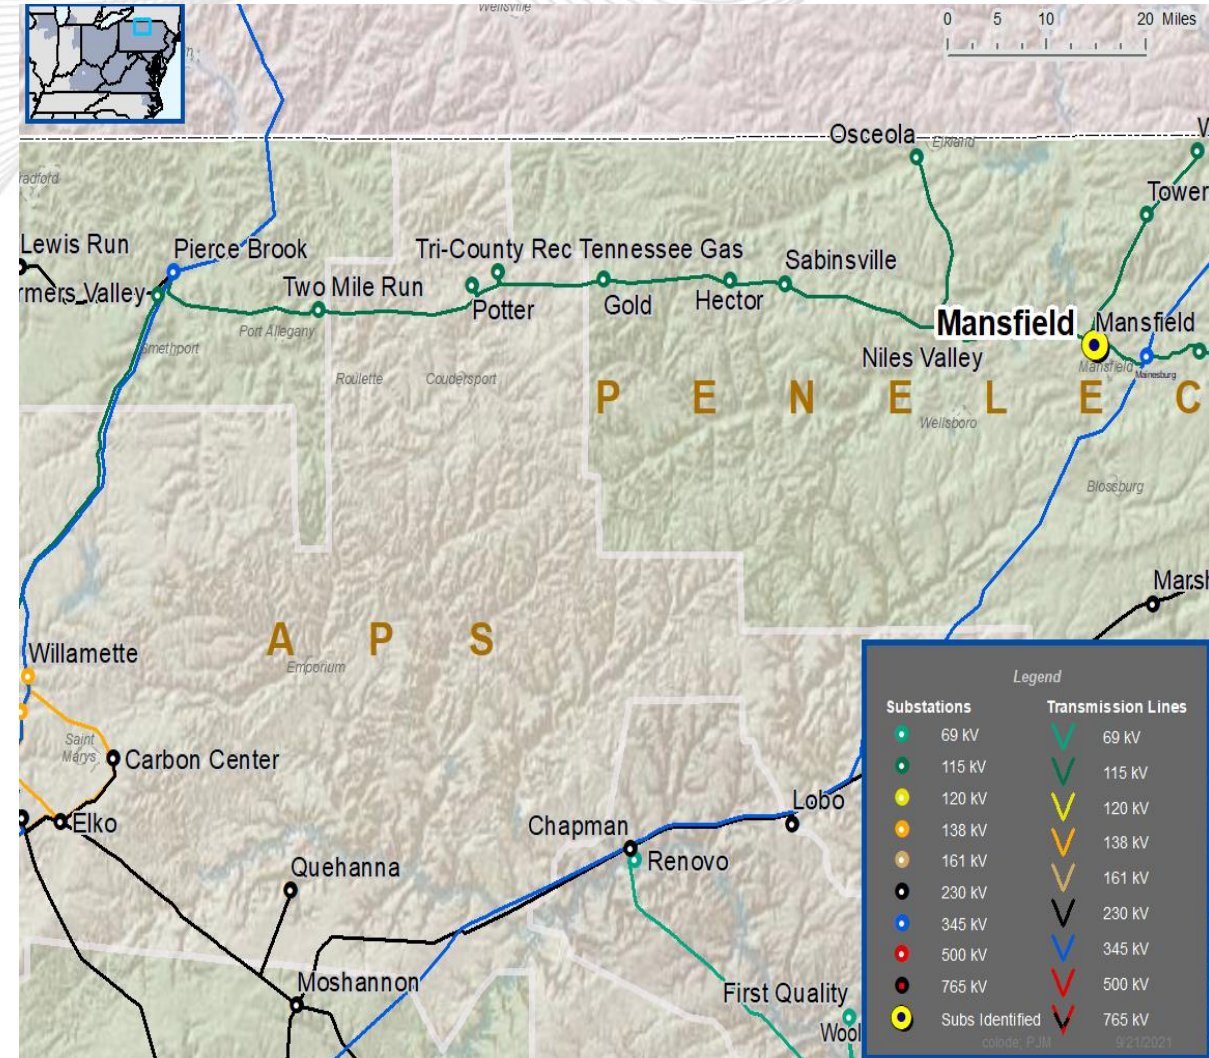 Wellsville
0 5 10 20 Miles
Osceola
Elkland
Tower
Lewis Run
Pierce Brook
Tri-County Rec
Tennessee Gas
Sabinsville
rmers Valley
Two Mile Run
Potter
Gold
Hector
Mansfield
Mansfield
Port Allegany
Smethport
Niles Valley
Mansfield
Mainesburg
Roulette
Coudersport
P E N E L E C
Wellsboro
Blossburg
Marsh
A P S
Emporium
Willamette
Saint
Marys
Carbon Center
Elko
Lobo
Chapman
Renovo
Quehanna
Moshannon
First Quality
Wool
Legend
Substations Transmission Lines
69 kV 69 kV
115 kV 115 kV
120 kV 120 kV
138 kV 138 kV
161 kV 161 kV
230 kV 230 kV
345 kV 345 kV
500 kV 500 kV
765 kV 765 kV
Subs Identified
colode; PJM 9/21/2021